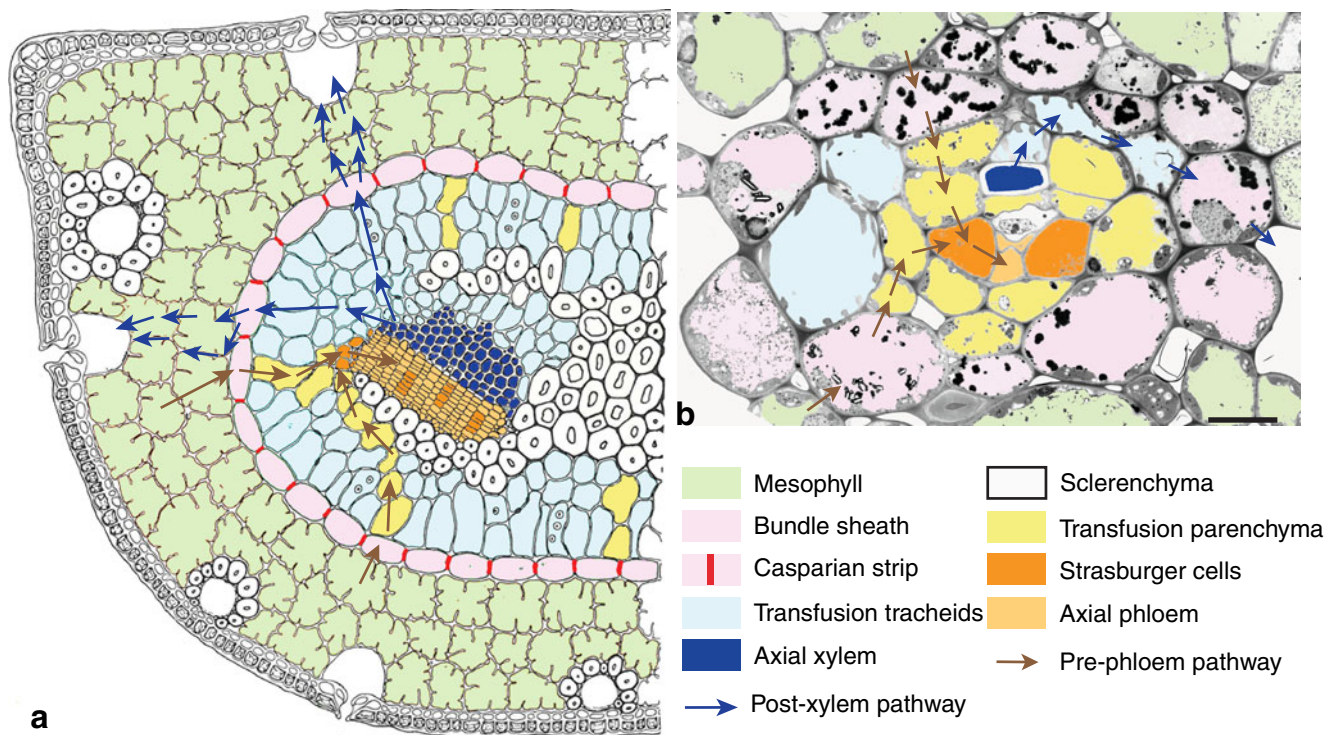 a
b
Mesophyll
Bundle sheath
Casparian strip
Transfusion tracheids
Axial xylem
Post-xylem pathway
Sclerenchyma
Transfusion parenchyma
Strasburger cells
Axial phloem
Pre-phloem pathway